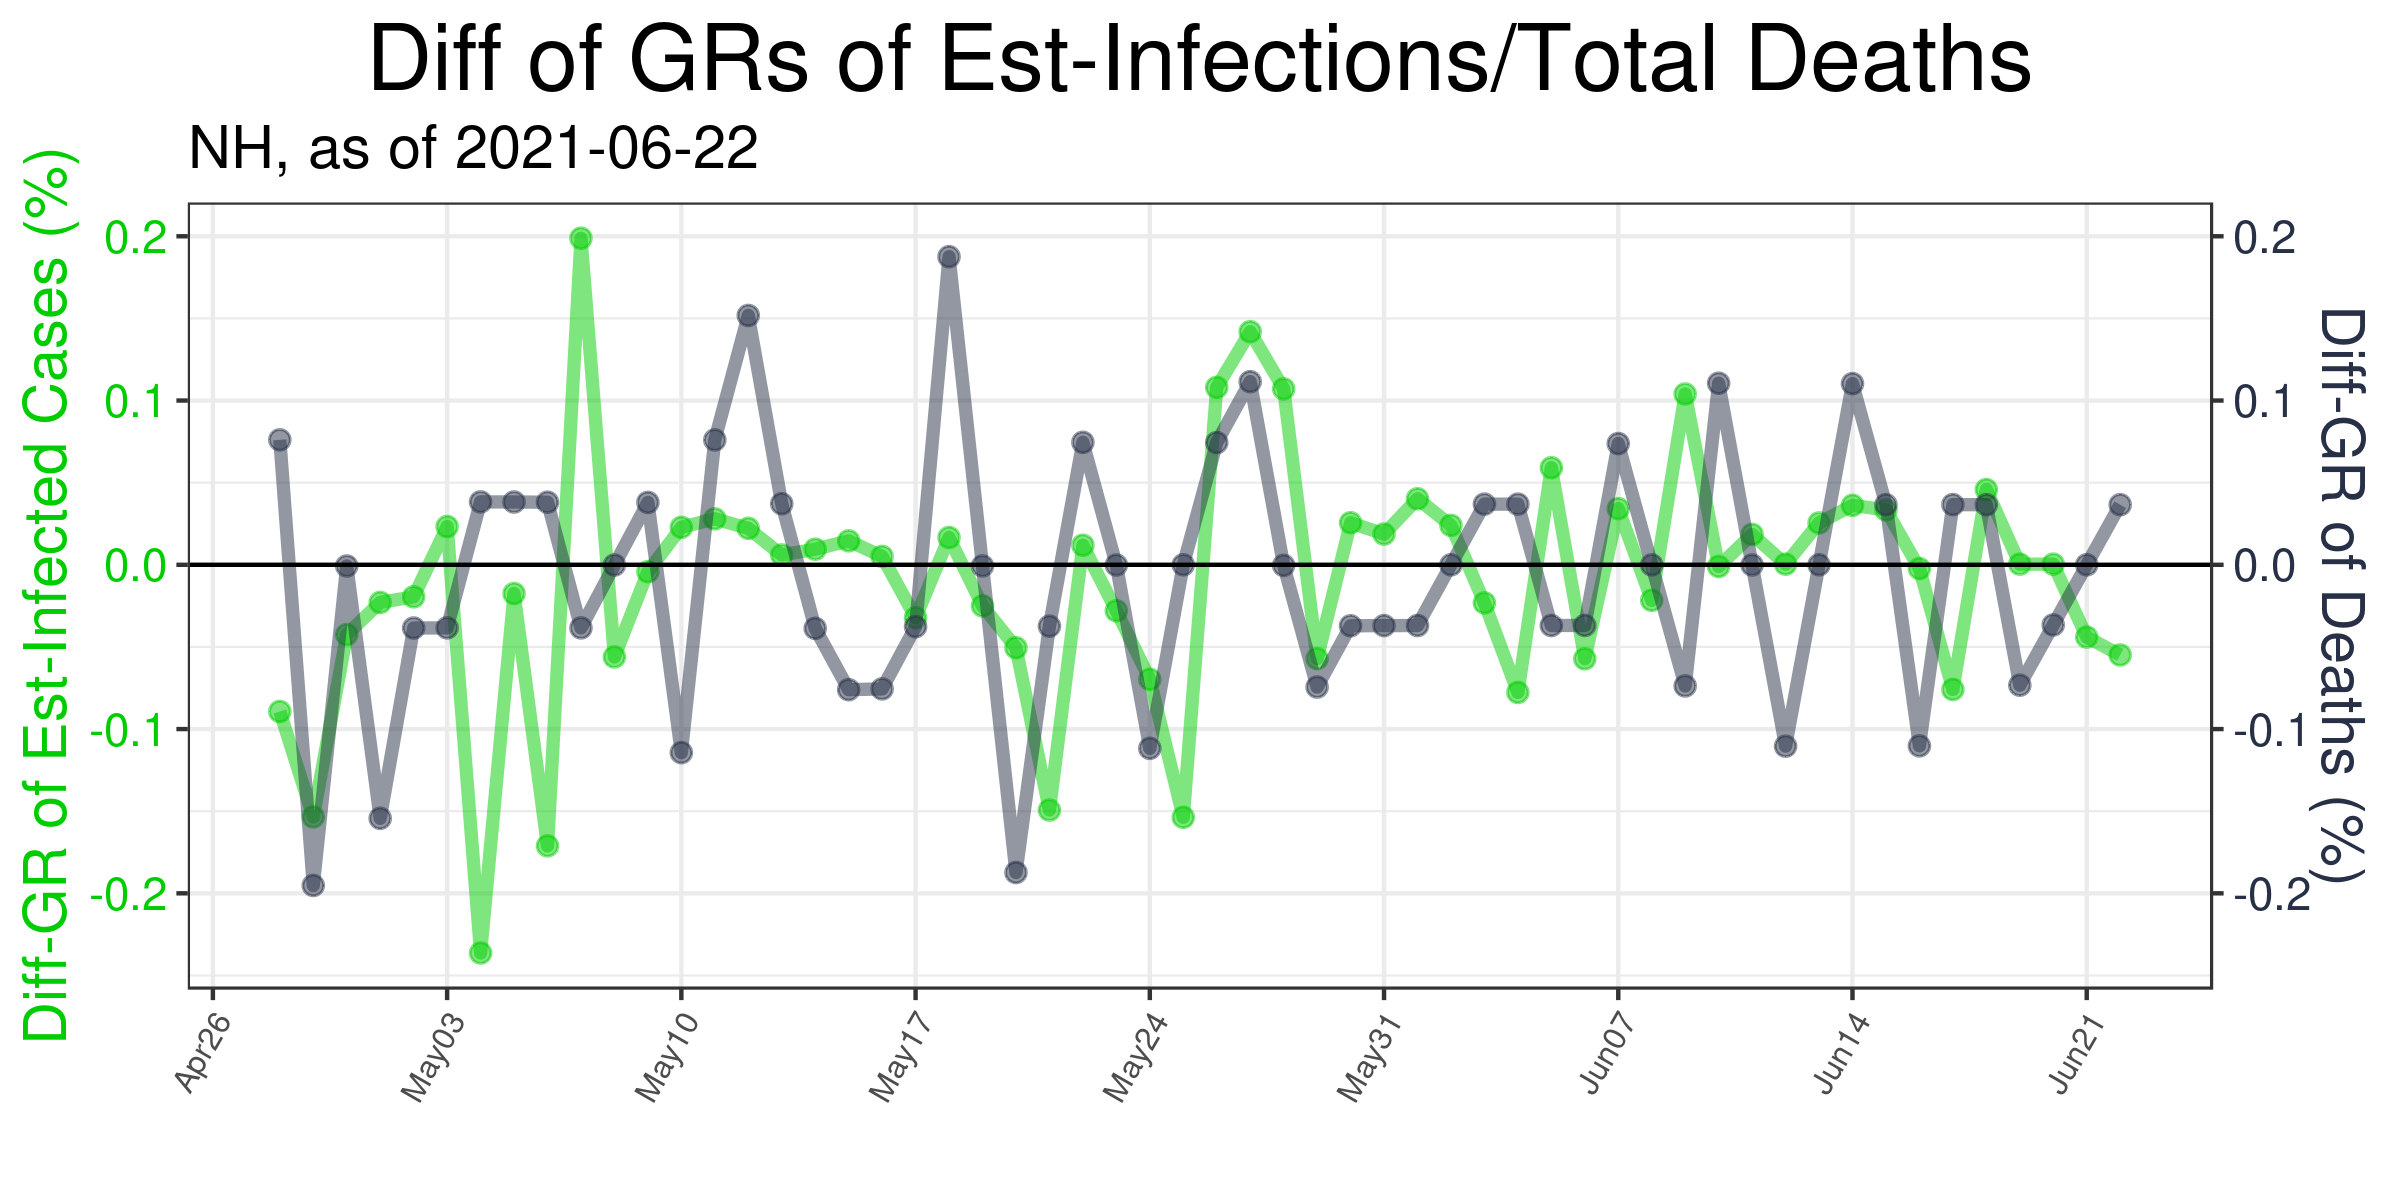 Diff of GRs of Est-Infections/Total Deaths
NH, as of 2021-06-22
Diff-GR of Est-Infected Cases (%)
0.2
0.1
0.0
-0.1
-0.2
0.2
0.1
0.0
-0.1
-0.2
Diff-GR of Deaths (%)
Apr26
May03
May10
May17
May24
May31
Jun07
Jun14
Jun21